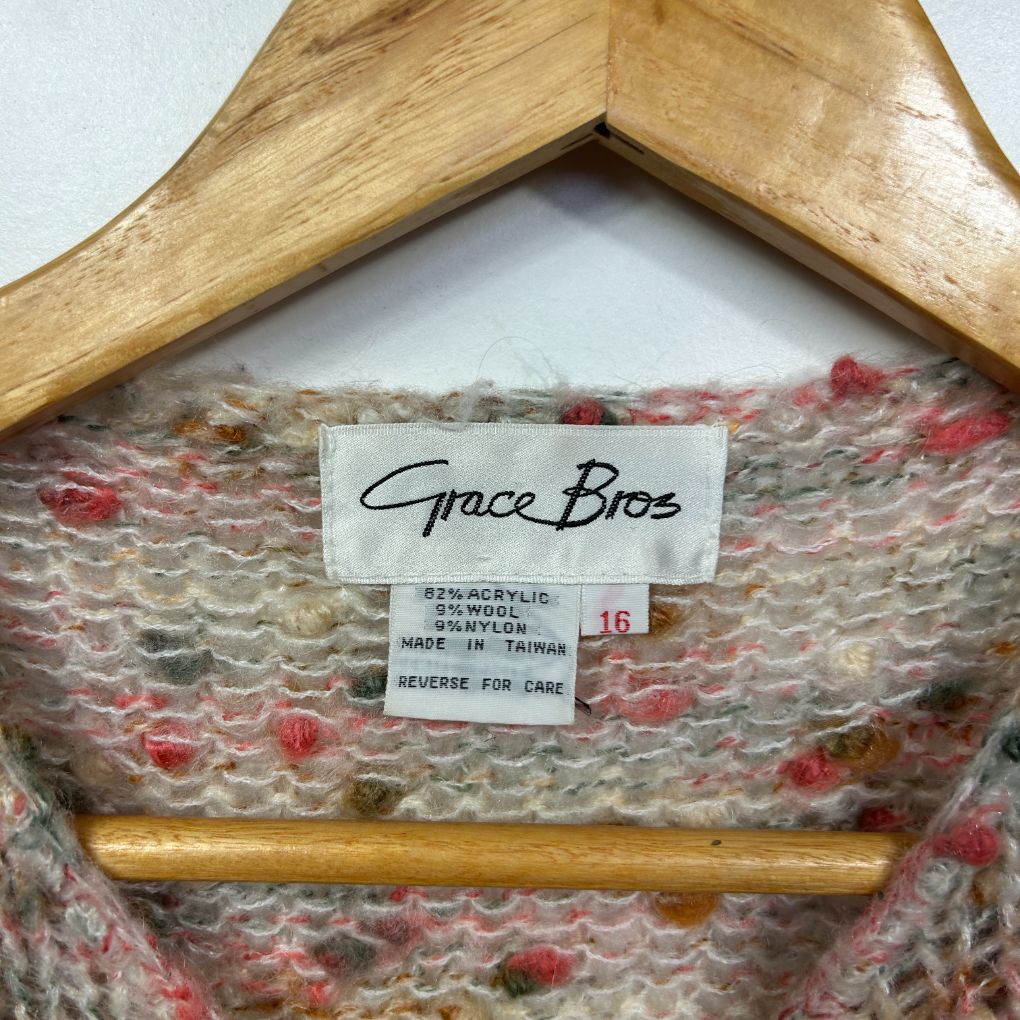 Grace Bros
82% ACRYLIC
9% WOOL
9% NYLON
MADE IN TAIWAN
REVERSE FOR CARE
16